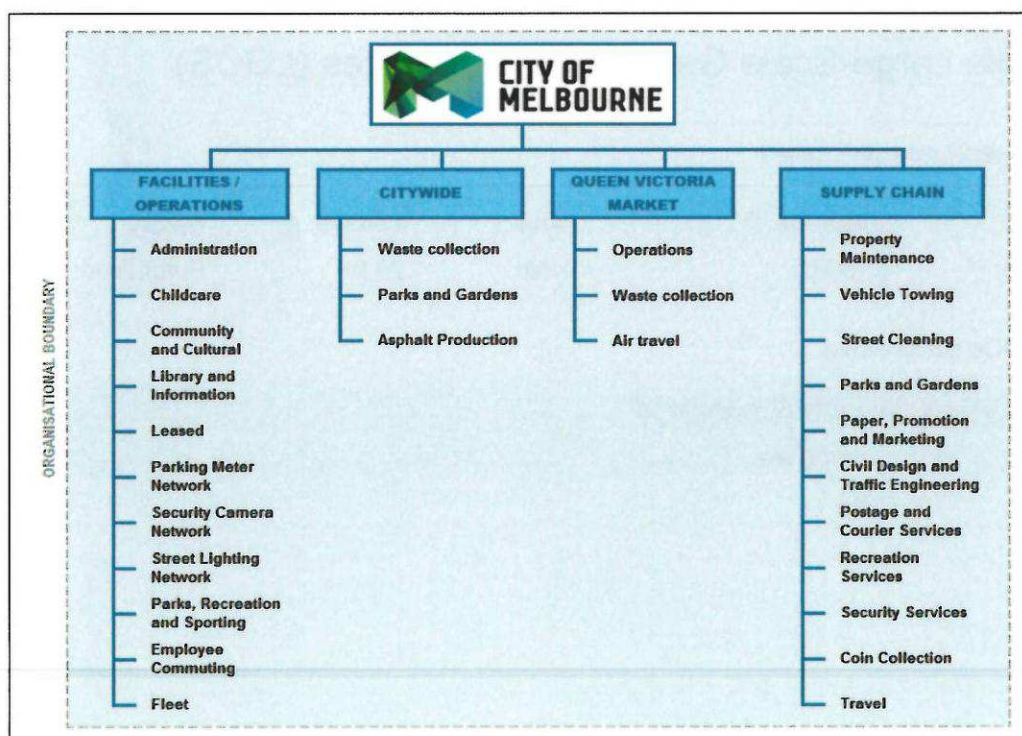 CITY OF
MELBOURNE
ORGANISATIONAL BOUNDARY
FACILITIES /
OPERATIONS
Administration
Childcare
Community
and Cultural
Library and
Information
Leased
Parking Meter
Network
Security Camera
Network
Street Lighting
Network
Parks, Recreation
and Sporting
Employee
Commuting
Fleet
CITYWIDE
Waste collection
Parks and Gardens
Asphalt Production
QUEEN VICTORIA
MARKET
Operations
Waste collection
Air travel
SUPPLY CHAIN
Property
Maintenance
Vehicle Towing
Street Cleaning
Parks and Gardens
Paper, Promotion
and Marketing
Civil Design and
Traffic Engineering
Postage and
Courier Services
Recreation
Services
Security Services
Coin Collection
Travel